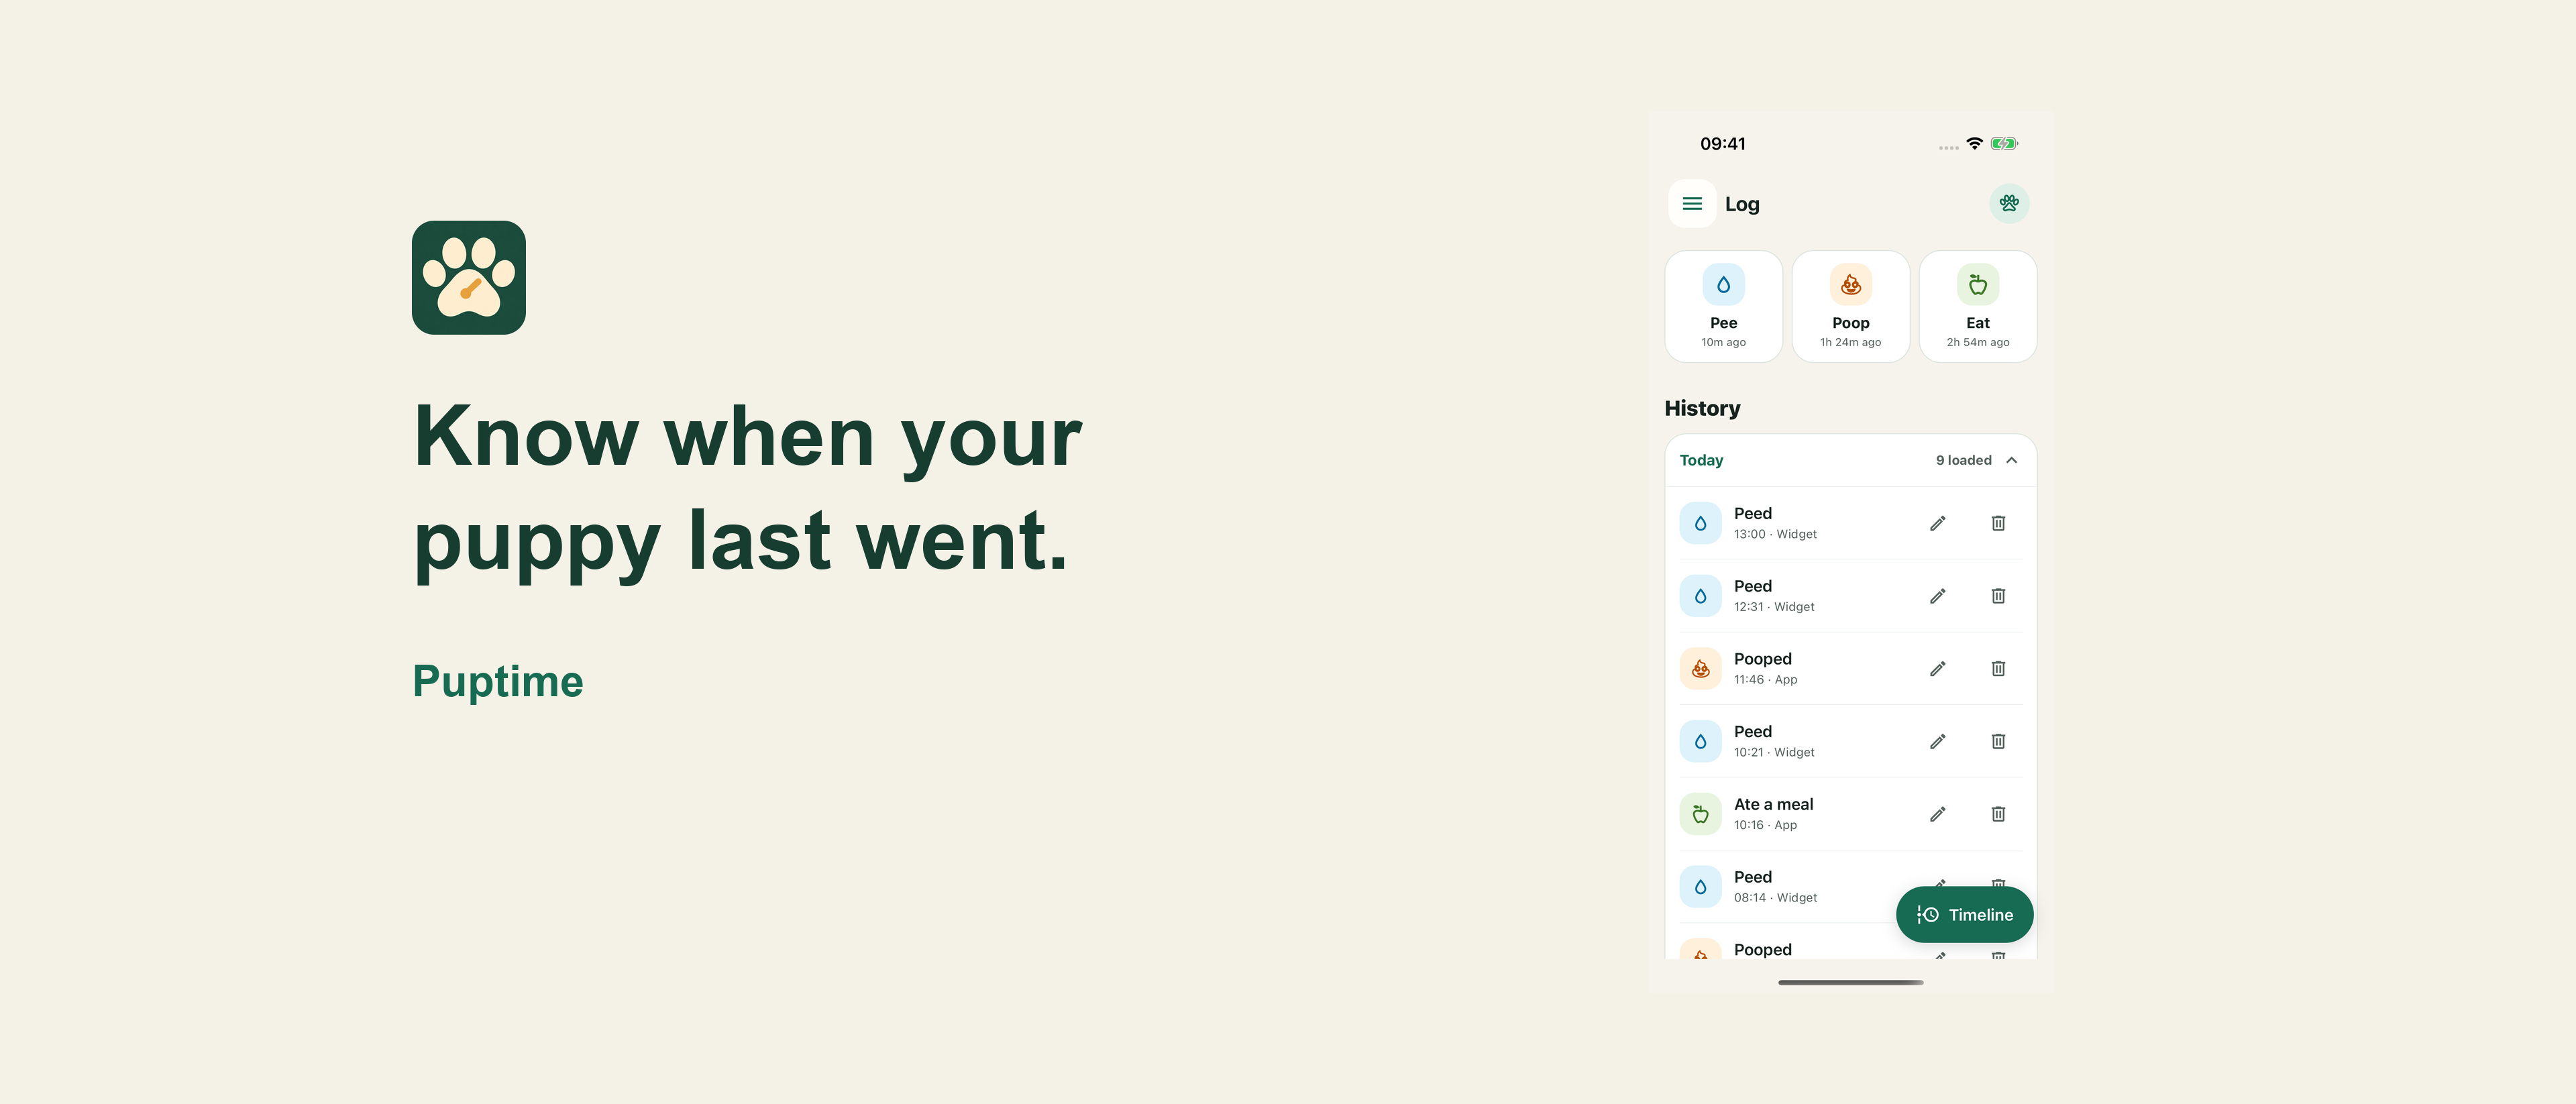 Know when your
puppy last went.
Puptime
09:41
Log
Pee
10m ago
Poop
1h 24m ago
Eat
2h 54m ago
History
Today
9 loaded
Peed
13:00 · Widget
Peed
12:31 · Widget
Pooped
11:46 · App
Peed
10:21 · Widget
Ate a meal
10:16 · App
Peed
08:14 · Widget
Timeline
Pooped